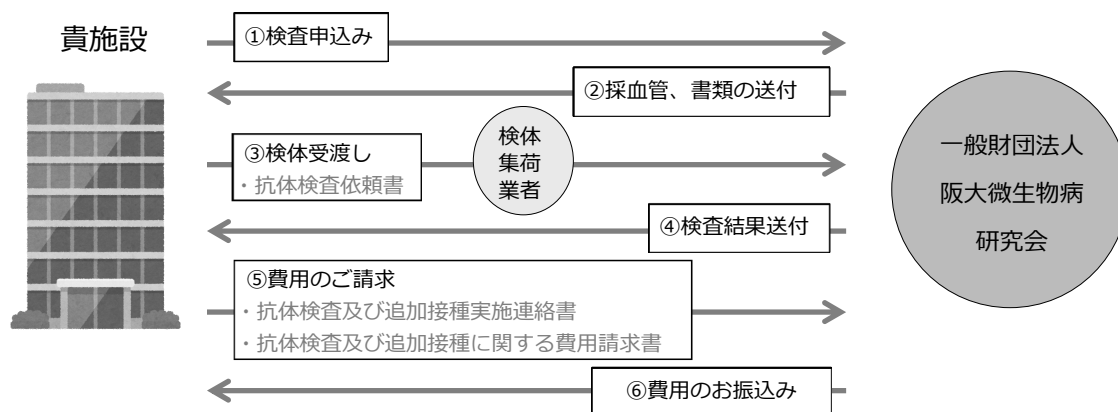 貴施設
①検査申込み
②採血管、書類の送付
検体
集荷
業者
③検体受渡し
・抗体検査依頼書
一般財団法人
阪大微生物病
研究会
④検査結果送付
⑤費用のご請求
・抗体検査及び追加接種実施連絡書
・抗体検査及び追加接種に関する費用請求書
⑥費用のお振込み